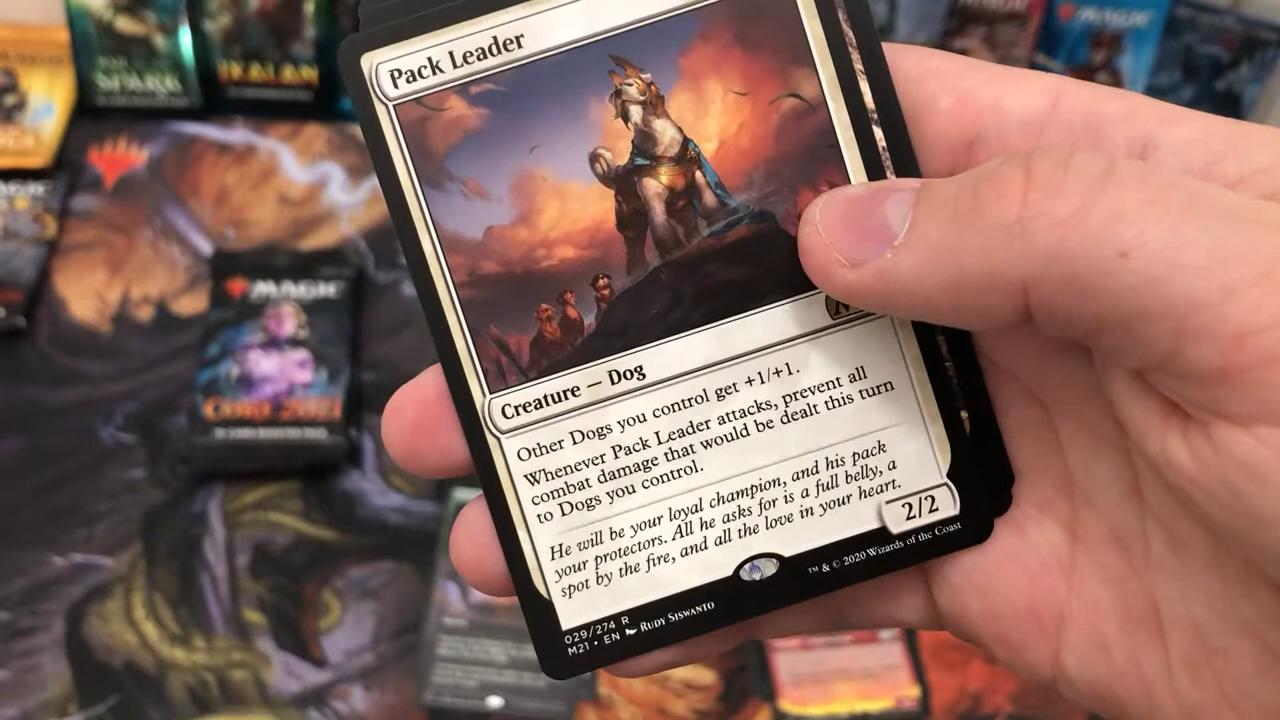 Pack Leader
Creature — Dog
Other Dogs you control get +1/+1.
Whenever Pack Leader attacks, prevent all
combat damage that would be dealt this turn
to Dogs you control.
He will be your loyal champion, and his pack
your protectors. All he asks for is a full belly, a
spot by the fire, and all the love in your heart.
2/2
029/274 R
M21 • EN RUDY SISWANTO
™ & © 2020 Wizards of the Coast
SPARK
IXALAN
MAGIC
MAGIC
CORE 2021